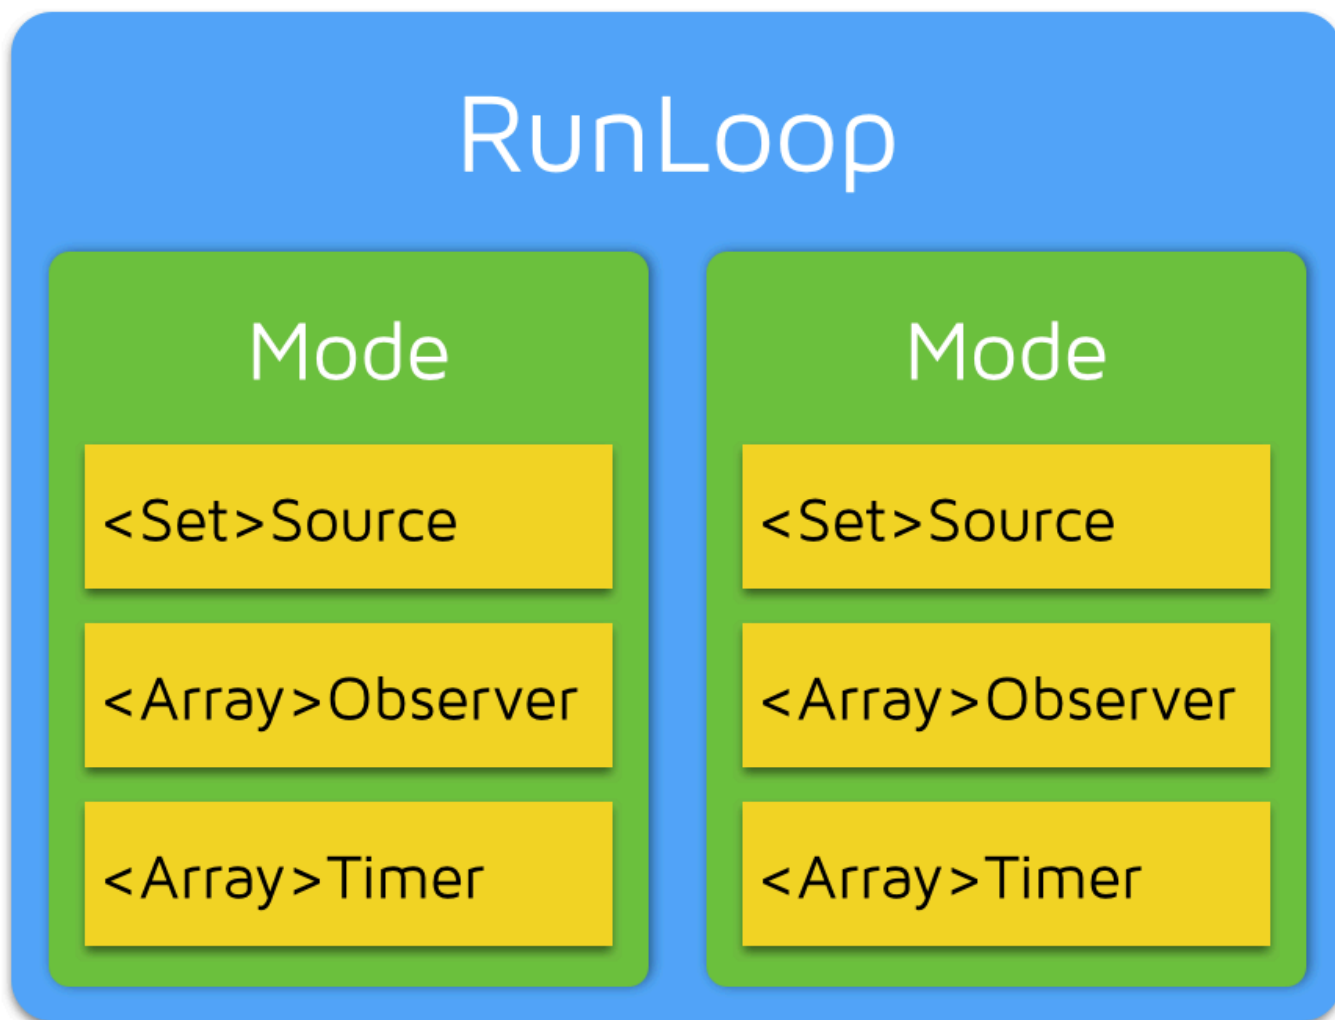 RunLoop
Mode
<Set>Source
<Array>Observer
<Array>Timer
Mode
<Set>Source
<Array>Observer
<Array>Timer